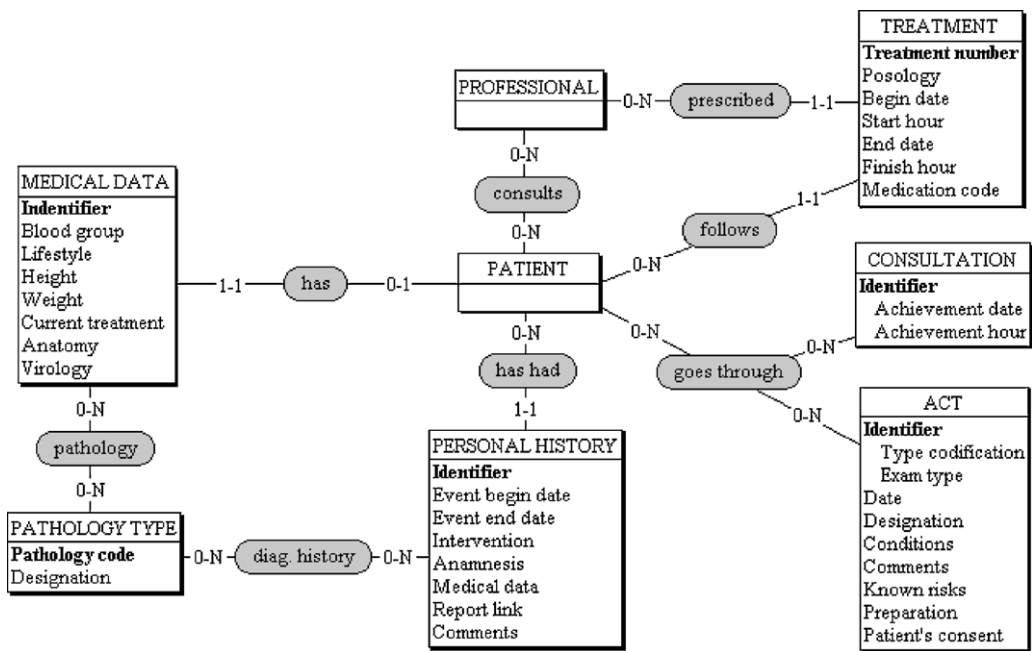 TREATMENT
Treatment number
Posology
Begin date
Start hour
End date
Finish hour
Medication code
PROFESSIONAL
0-N
prescribed
1-1
0-N
consults
0-N
1-1
follows
0-N
MEDICAL DATA
Indentifier
Blood group
Lifestyle
Height
Weight
Current treatment
Anatomy
Virology
1-1
has
0-1
PATIENT
CONSULTATION
Identifier
Achievement date
Achievement hour
0-N
goes through
0-N
0-N
0-N
has had
1-1
ACT
Identifier
Type codification
Exam type
Date
Designation
Conditions
Comments
Known risks
Preparation
Patient's consent
0-N
pathology
0-N
PATHOLOGY TYPE
Pathology code
Designation
0-N
diag. history
0-N
PERSONAL HISTORY
Identifier
Event begin date
Event end date
Intervention
Anamnesis
Medical data
Report link
Comments